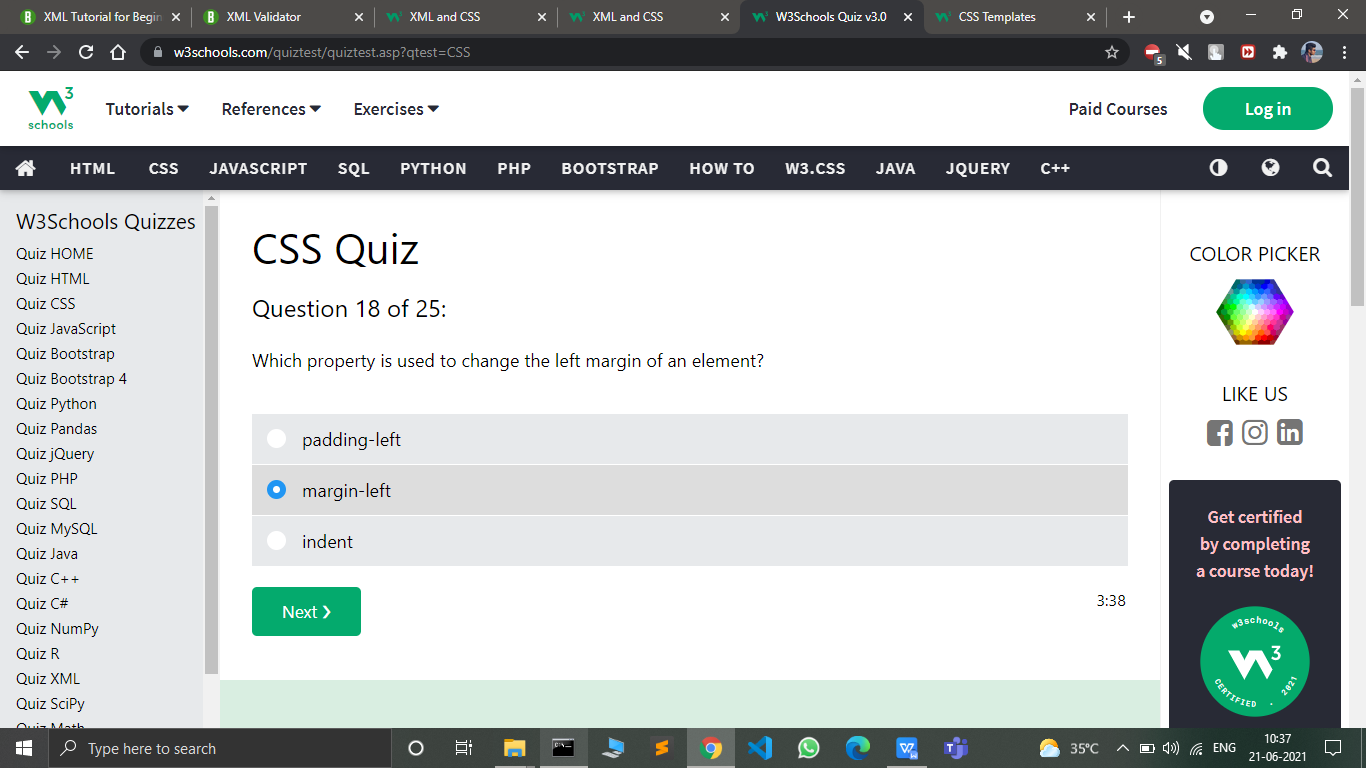 XML Tutorial for Begin
XML Validator
XML and CSS
XML and CSS
W3Schools Quiz v3.0
CSS Templates
w3schools.com/quiztest/quiztest.asp?qtest=CSS
5
3
schools
Tutorials
References
Exercises
Paid Courses
Log in
HTML
CSS
JAVASCRIPT
SQL
PYTHON
PHP
BOOTSTRAP
HOW TO
W3.CSS
JAVA
JQUERY
C++
W3Schools Quizzes
Quiz HOME
Quiz HTML
Quiz CSS
Quiz JavaScript
Quiz Bootstrap
Quiz Bootstrap 4
Quiz Python
Quiz Pandas
Quiz jQuery
Quiz PHP
Quiz SQL
Quiz MySQL
Quiz Java
Quiz C++
Quiz C#
Quiz NumPy
Quiz R
Quiz XML
Quiz SciPy
Quiz Math
CSS Quiz
Question 18 of 25:
Which property is used to change the left margin of an element?
padding-left
margin-left
indent
Next ❯
3:38
COLOR PICKER
LIKE US
Get certified
by completing
a course today!
w3schools
3
CERTIFIED . 2021
Type here to search
35°C
ENG
10:37
21-06-2021